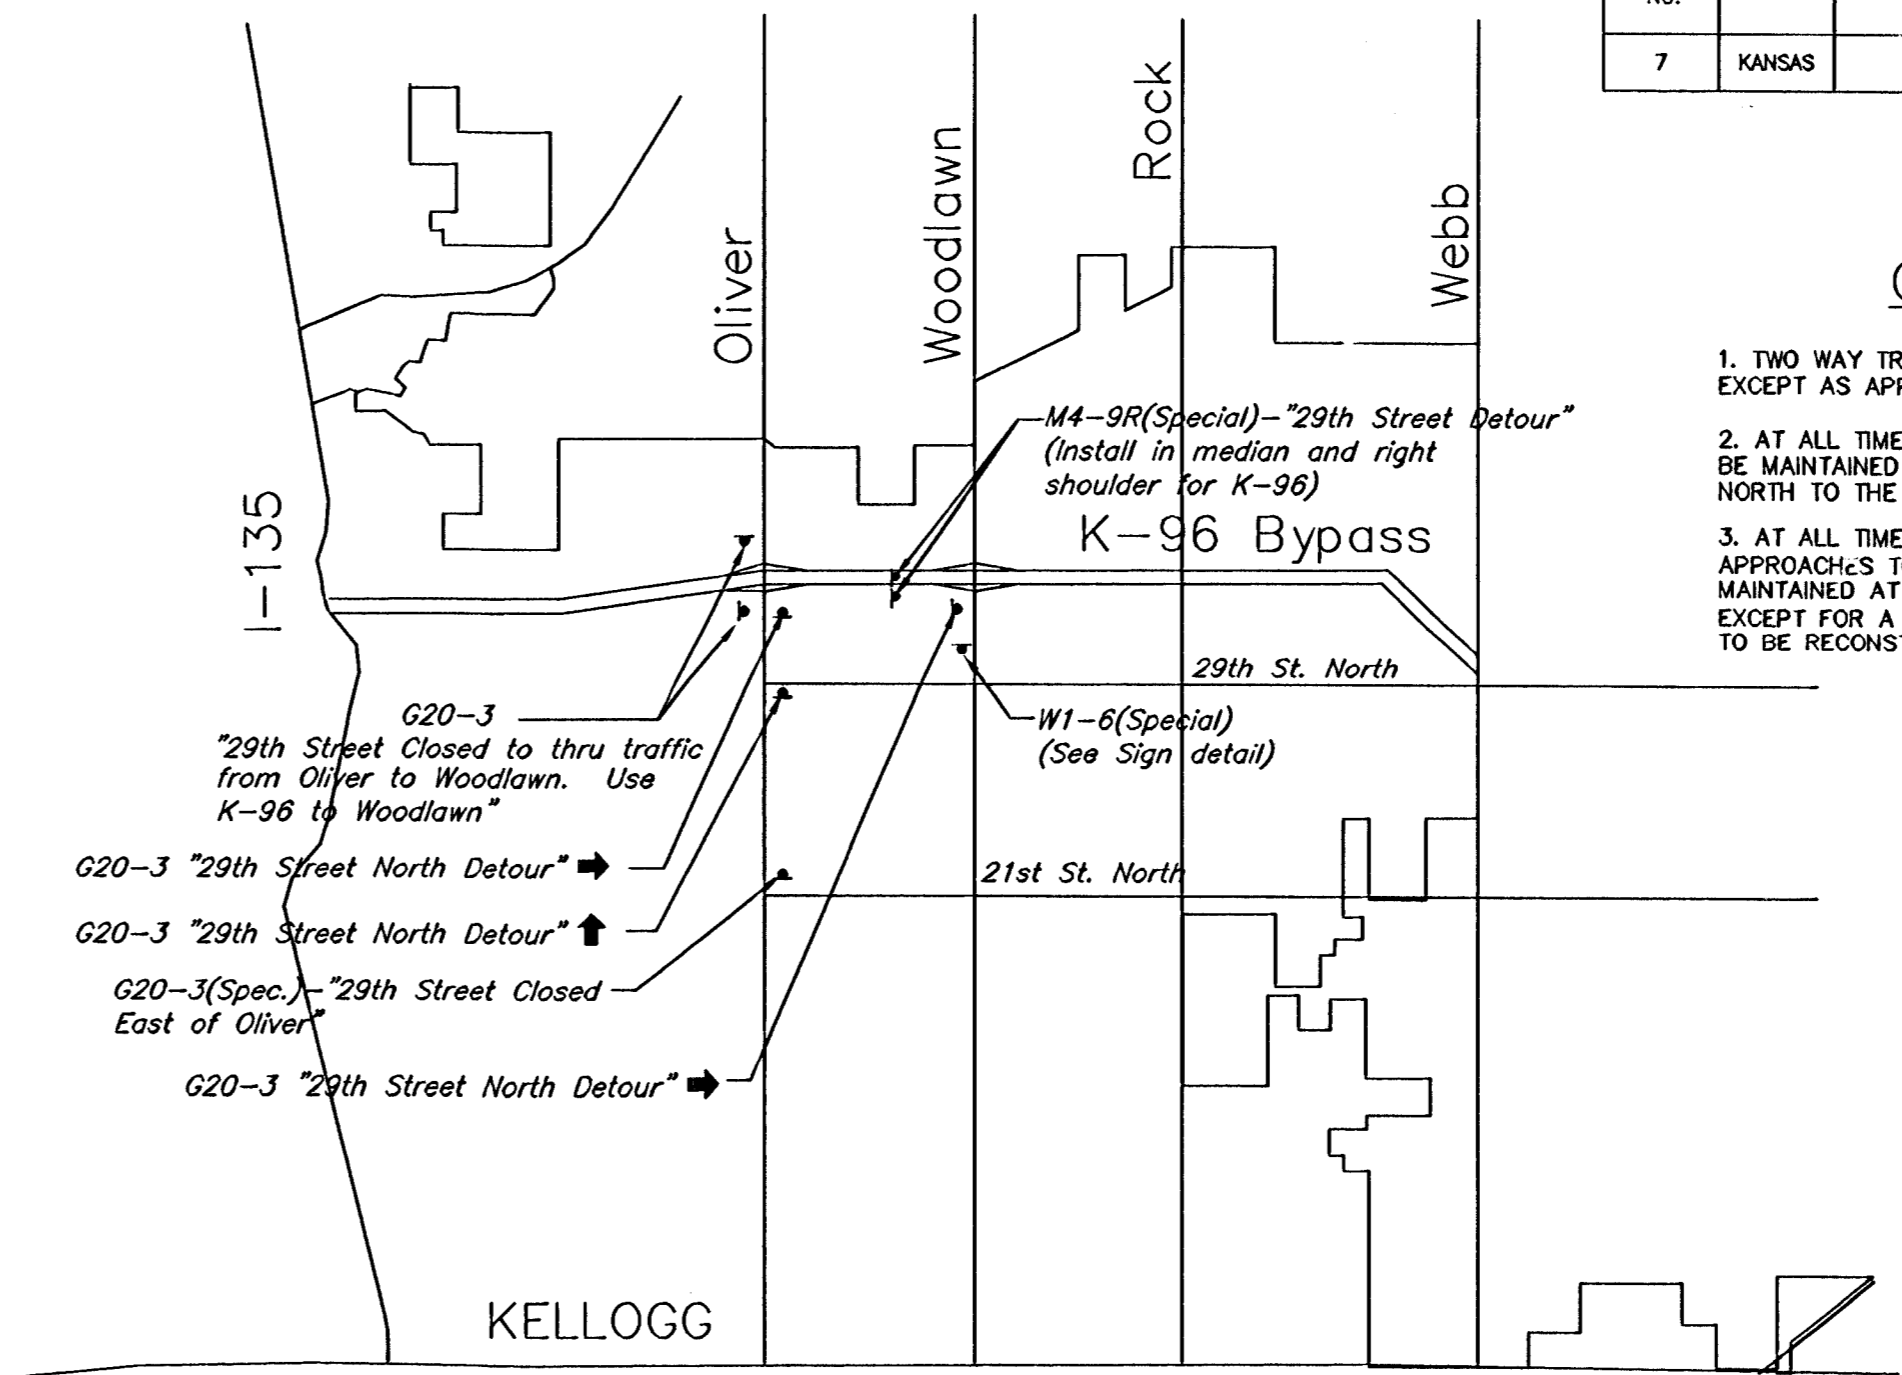 No.
7 KANSAS
Rock
Woodlawn
Webb
Oliver
1. TWO WAY
EXCEPT AS
M4-9R(Special)-"29th Street Detour"
(Install in median and right
shoulder for K-96)
2. AT ALL
BE MAINTAINED
NORTH TO THE
I-135
K-96 Bypass
3. AT ALL
APPROACHES
MAINTAINED AT
EXCEPT FOR A
TO BE
29th St. North
G20-3
"29th Street Closed to thru traffic
from Oliver to Woodlawn. Use
K-96 to Woodlawn"
W1-6(Special)
(See Sign detail)
G20-3 "29th Street North Detour"
21st St. North
G20-3 "29th Street North Detour"
G20-3(Spec.)-"29th Street Closed
East of Oliver"
G20-3 "29th Street North Detour"
KELLOGG